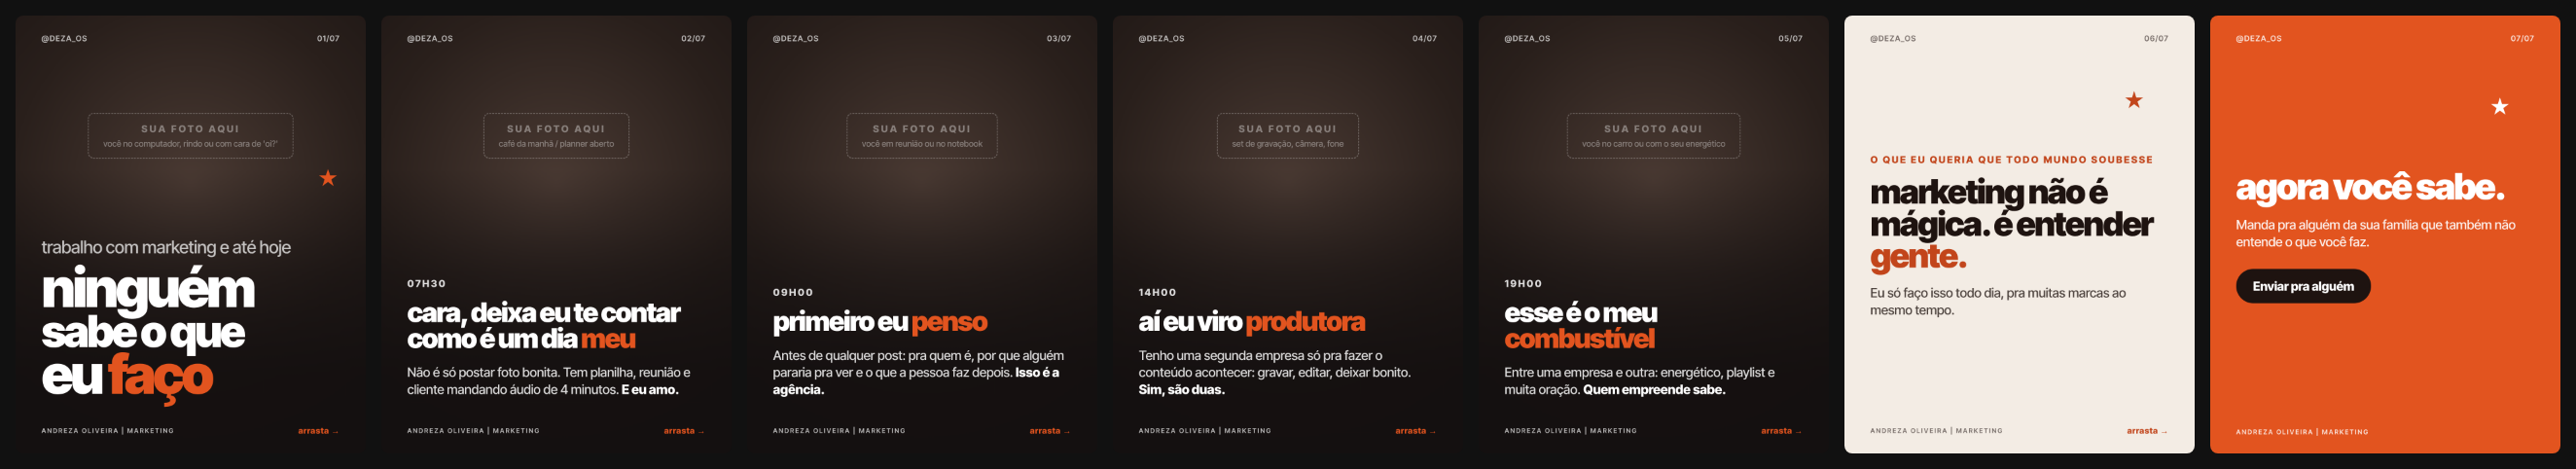 @DEZA_OS
01/07
SUA FOTO AQUI
você no computador, rindo ou com cara de 'oi?'
trabalho com marketing e até hoje
ninguém
sabe o que
eu faço
ANDREZA OLIVEIRA | MARKETING
arrasta →
@DEZA_OS
02/07
SUA FOTO AQUI
café da manhã / planner aberto
07H30
cara, deixa eu te contar
como é um dia meu
Não é só postar foto bonita. Tem planilha, reunião e
cliente mandando áudio de 4 minutos. E eu amo.
ANDREZA OLIVEIRA | MARKETING
arrasta →
@DEZA_OS
03/07
SUA FOTO AQUI
você em reunião ou no notebook
09H00
primeiro eu penso
Antes de qualquer post: pra quem é, por que alguém
pararia pra ver e o que a pessoa faz depois. Isso é a
agência.
ANDREZA OLIVEIRA | MARKETING
arrasta →
@DEZA_OS
04/07
SUA FOTO AQUI
set de gravação, câmera, fone
14H00
aí eu viro produtora
Tenho uma segunda empresa só pra fazer o
conteúdo acontecer: gravar, editar, deixar bonito.
Sim, são duas.
ANDREZA OLIVEIRA | MARKETING
arrasta →
@DEZA_OS
05/07
SUA FOTO AQUI
você no carro ou com o seu energético
19H00
esse é o meu
combustível
Entre uma empresa e outra: energético, playlist e
muita oração. Quem empreende sabe.
ANDREZA OLIVEIRA | MARKETING
arrasta →
@DEZA_OS
06/07
O QUE EU QUERIA QUE TODO MUNDO SOUBESSE
marketing não é
mágica. é entender
gente.
Eu só faço isso todo dia, pra muitas marcas ao
mesmo tempo.
ANDREZA OLIVEIRA | MARKETING
arrasta →
@DEZA_OS
07/07
agora você sabe.
Manda pra alguém da sua família que também não
entende o que você faz.
Enviar pra alguém
ANDREZA OLIVEIRA | MARKETING